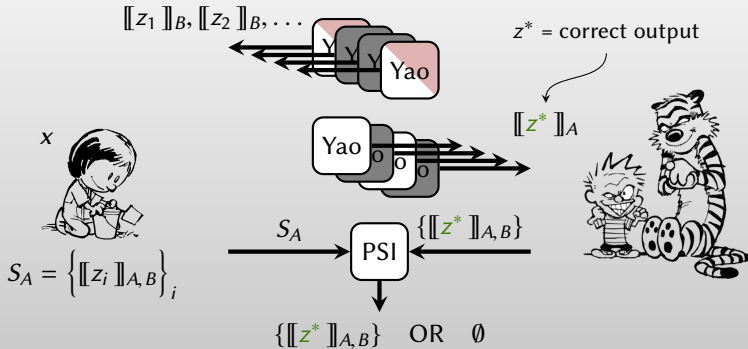 ⟦z₁⟧_B, ⟦z₂⟧_B, . . .
z* = correct output
Y
Y
Y
Yao
⟦z*⟧_A
x
Yao
o
o
o
S_A
{⟦z*⟧_{A,B}}
PSI
S_A = {⟦z_i⟧_{A,B}}_i
{⟦z*⟧_{A,B}} OR ∅